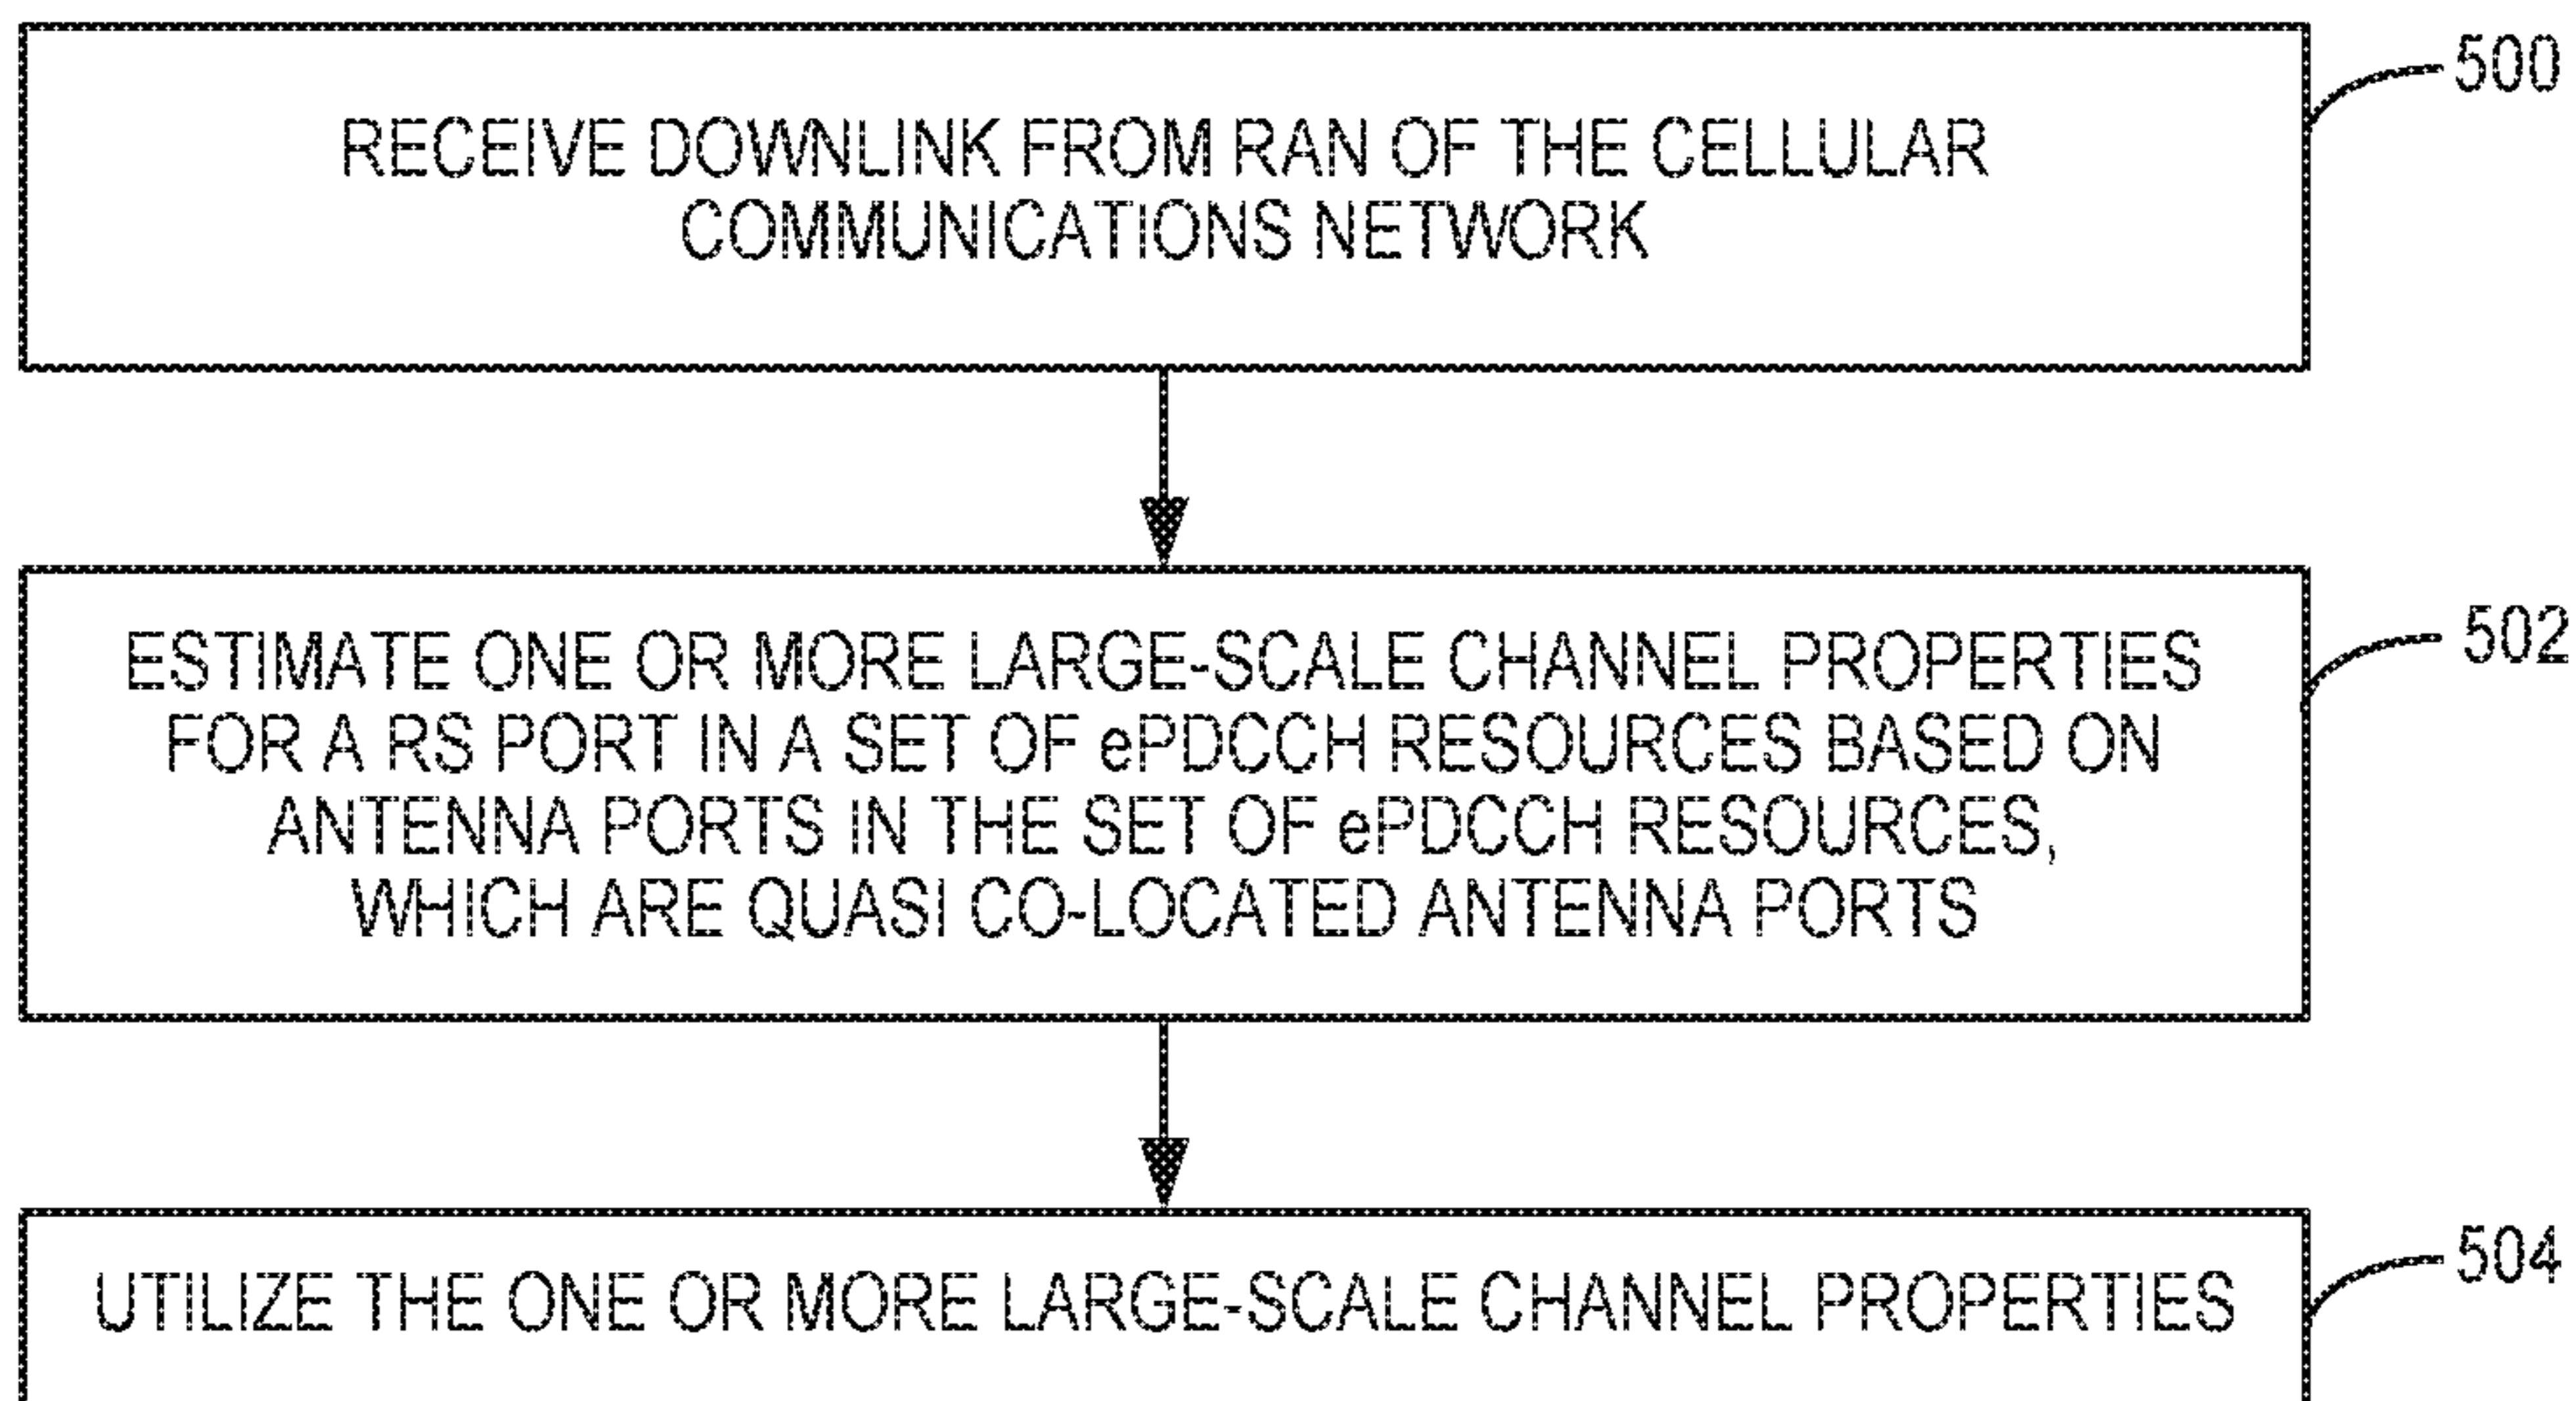 500
RECEIVE DOWNLINK FROM RAN OF THE CELLULAR
COMMUNICATIONS NETWORK
502
ESTIMATE ONE OR MORE LARGE-SCALE CHANNEL PROPERTIES
FOR A RS PORT IN A SET OF ePDCCH RESOURCES BASED ON
ANTENNA PORTS IN THE SET OF ePDCCH RESOURCES,
WHICH ARE QUASI CO-LOCATED ANTENNA PORTS
504
UTILIZE THE ONE OR MORE LARGE-SCALE CHANNEL PROPERTIES